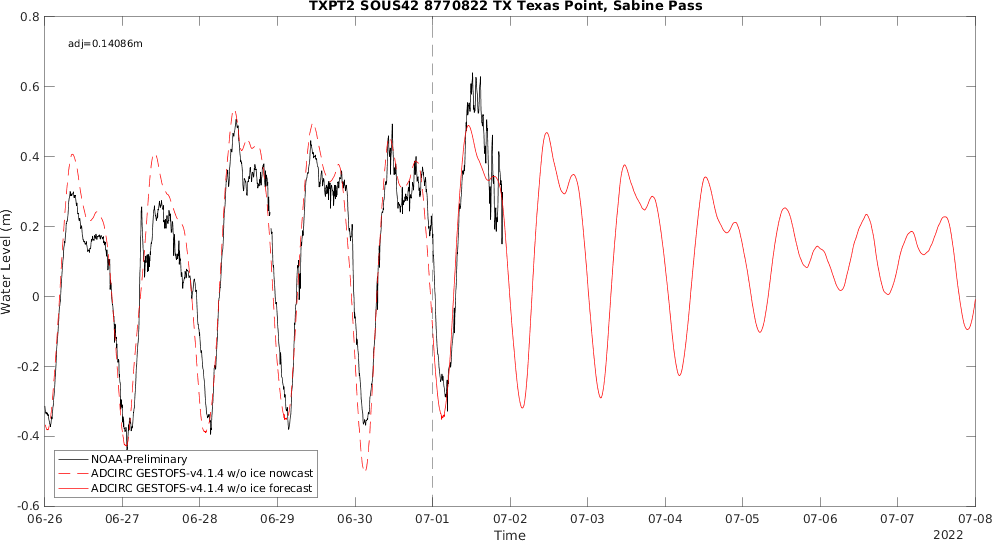 TXPT2 SOUS42 8770822 TX Texas Point, Sabine Pass
adj=0.14086m
0.8
0.6
0.4
0.2
0
-0.2
-0.4
-0.6
Water Level (m)
NOAA-Preliminary
ADCIRC GESTOFS-v4.1.4 w/o ice nowcast
ADCIRC GESTOFS-v4.1.4 w/o ice forecast
06-26 06-27 06-28 06-29 06-30 07-01 07-02 07-03 07-04 07-05 07-06 07-07 07-08
Time
2022